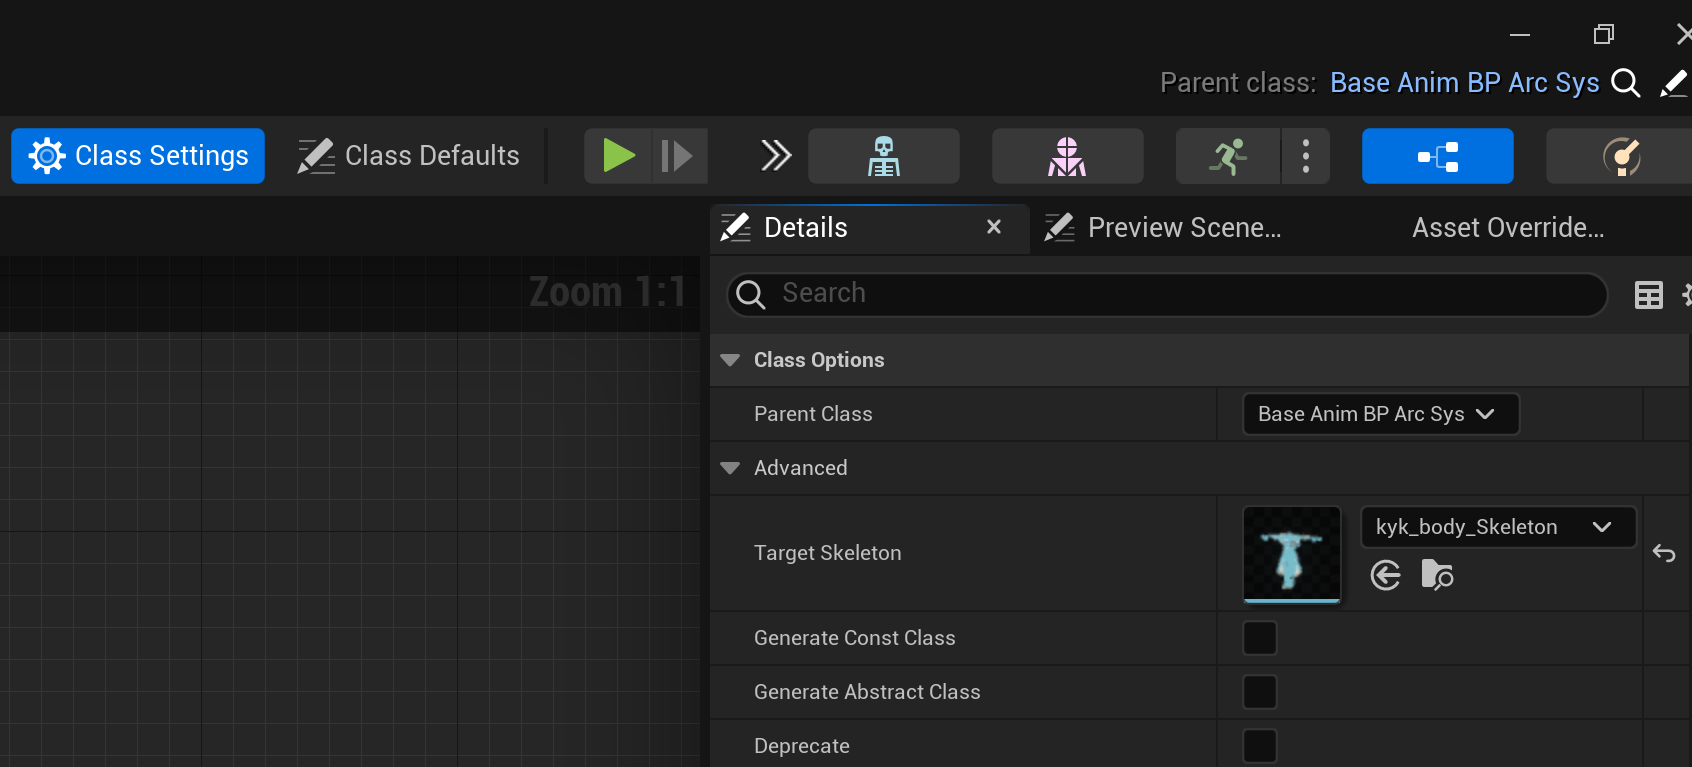 Parent class: Base Anim BP Arc Sys
Class Settings
Class Defaults
Details
Preview Scene...
Asset Override...
Zoom 1:1
Search
Class Options
Parent Class
Base Anim BP Arc Sys
Advanced
Target Skeleton
kyk_body_Skeleton
Generate Const Class
Generate Abstract Class
Deprecate